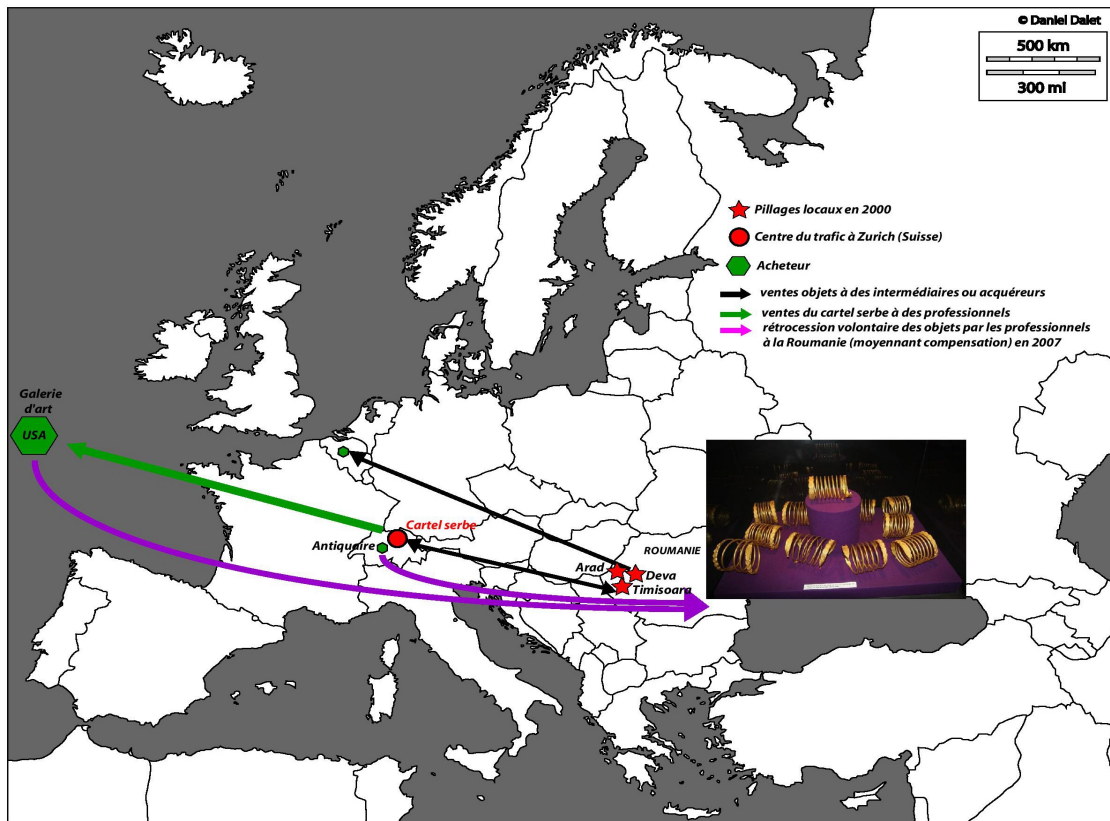 © Daniel Dalet
500 km
300 mi
Pillages locaux en 2000
Centre du trafic à Zurich (Suisse)
Acheteur
ventes objets à des intermédiaires ou acquéreurs
ventes du cartel serbe à des professionnels
rétrocession volontaire des objets par les professionnels
à la Roumanie (moyennant compensation) en 2007
Galerie
d'art
USA
Cartel serbe
Antiquaire
ROUMANIE
Arad
Deva
Timisoara